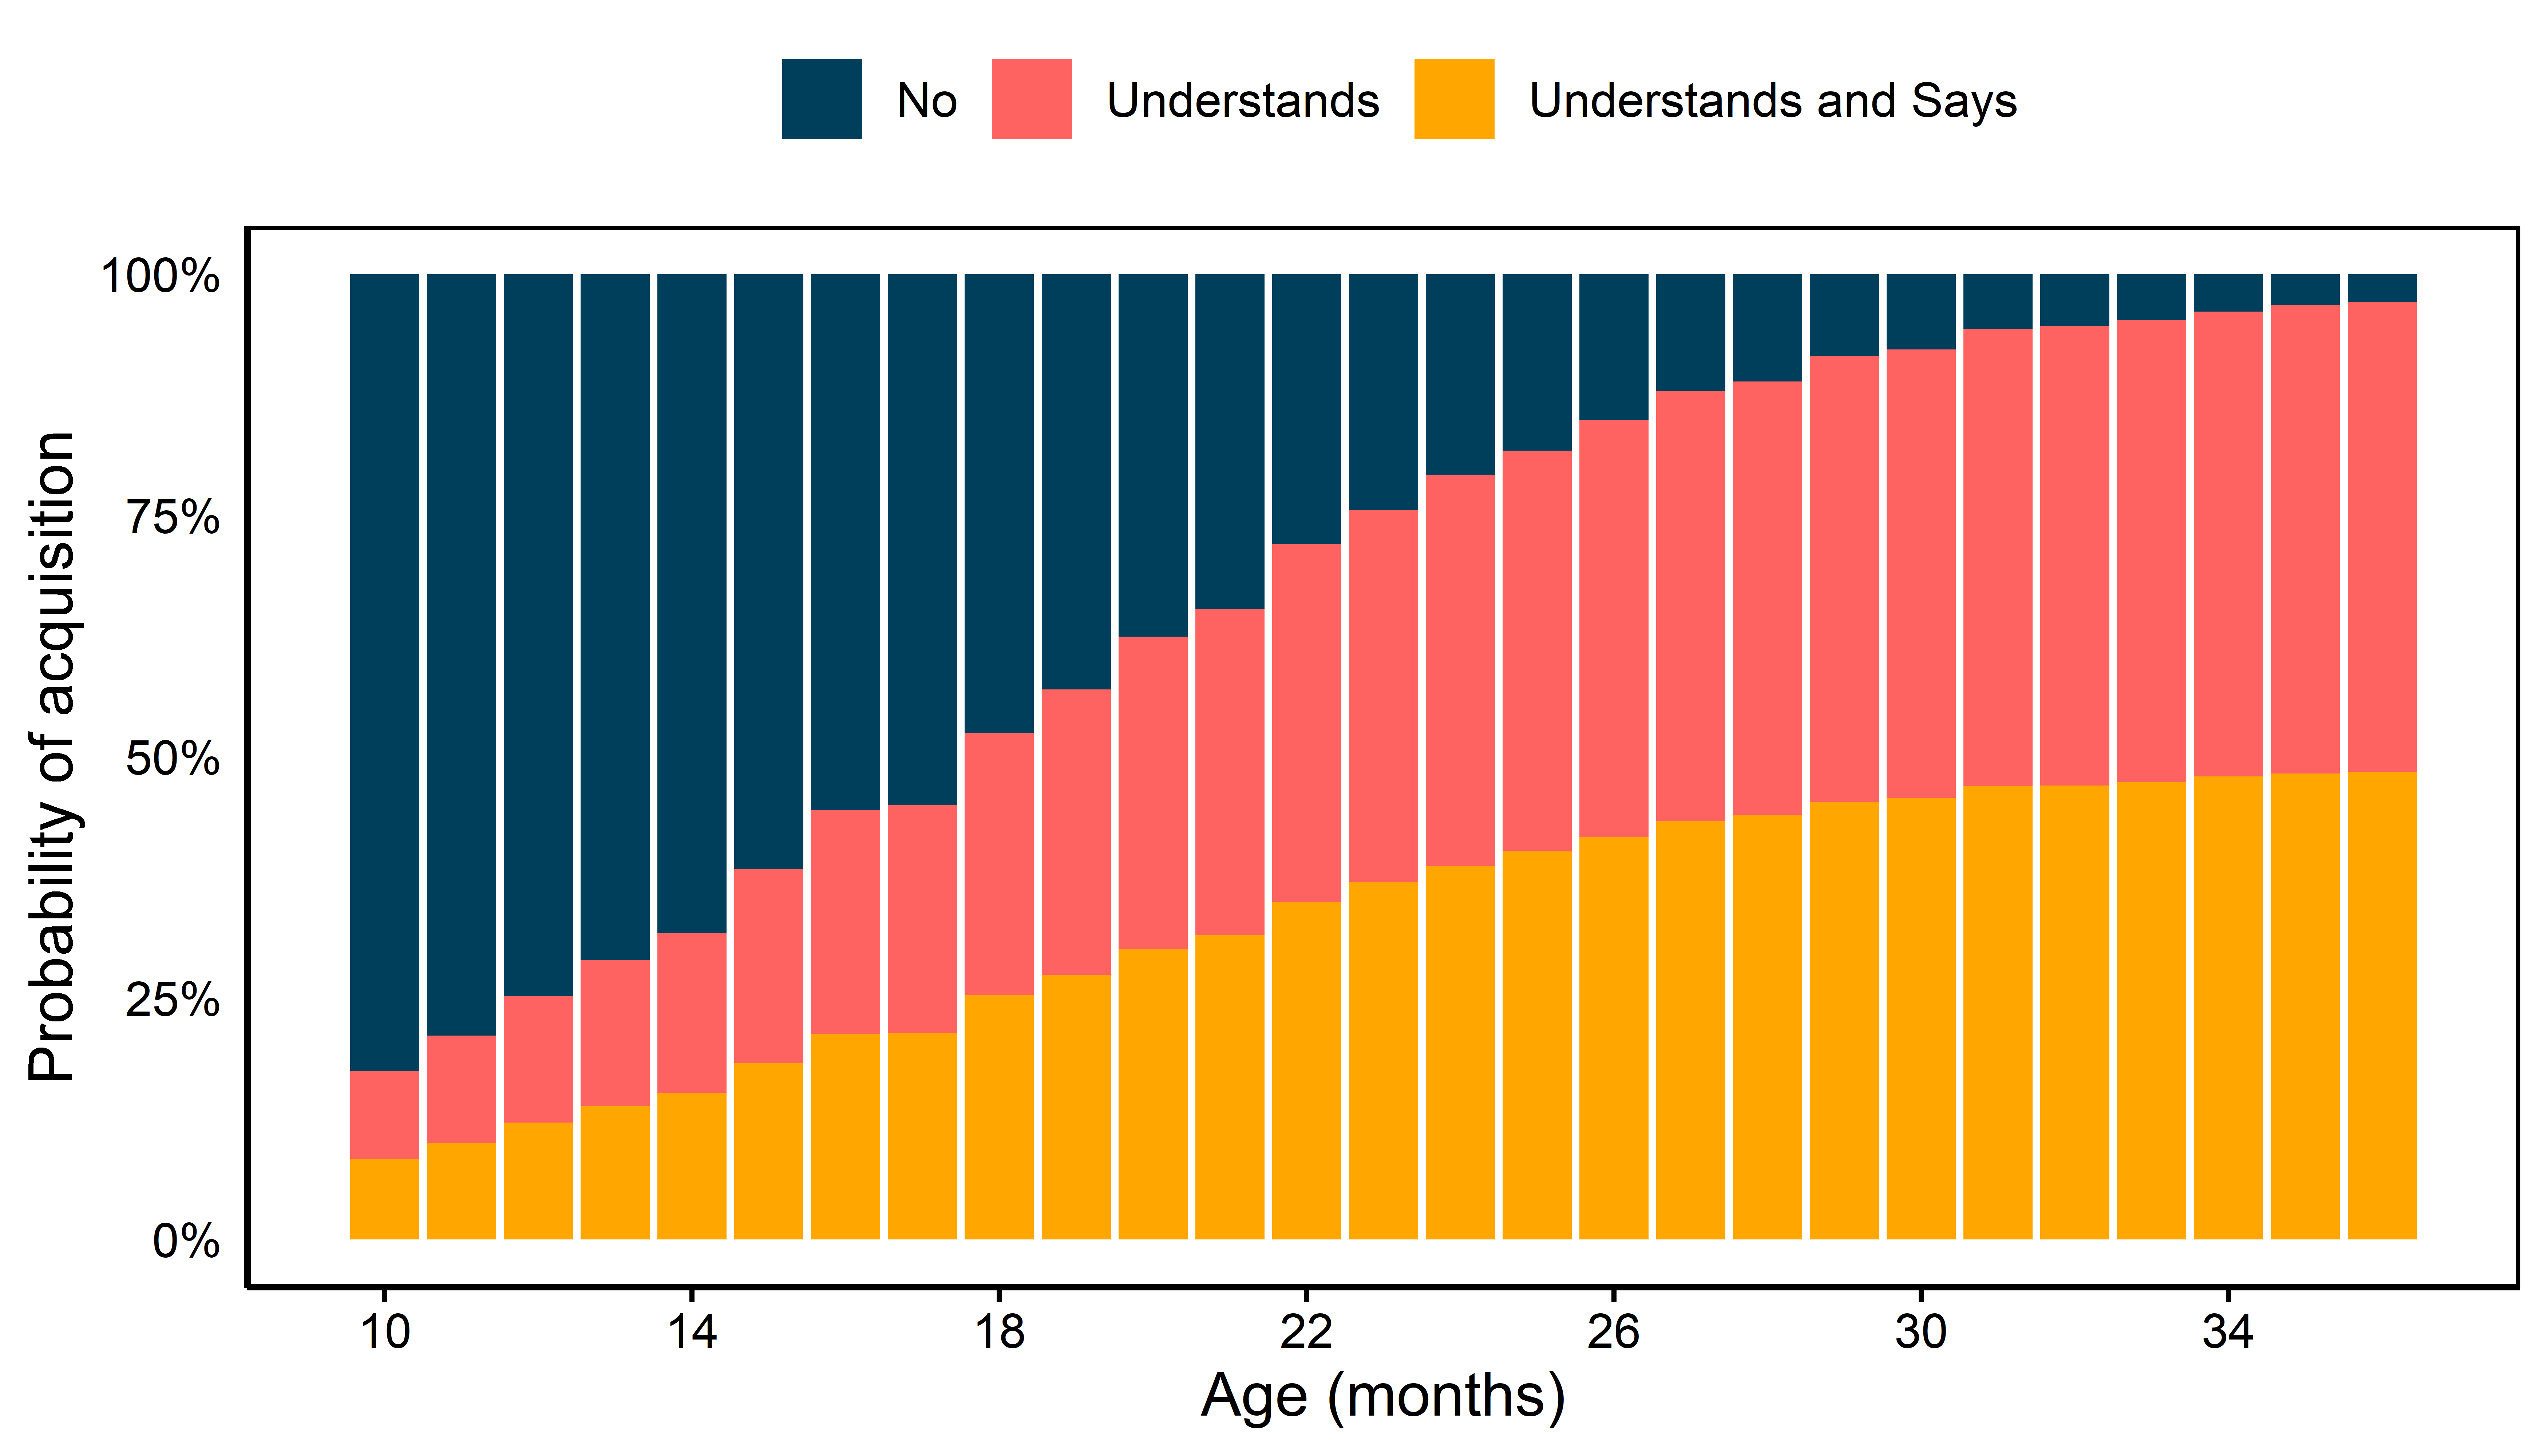 No Understands Understands and Says
Probability of acquisition
100%
75%
50%
25%
0%
10 14 18 22 26 30 34
Age (months)